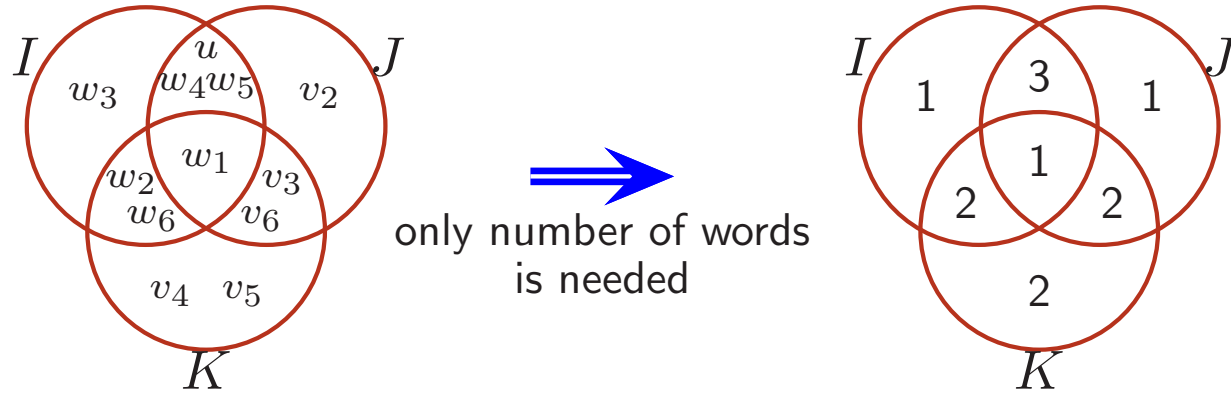 I u J
w₃ w₄w₅ v₂
w₁
w₂ v₃
w₆ v₆
v₄ v₅
K
only number of words
is needed
I J
1 3 1
1
2 2
2
K